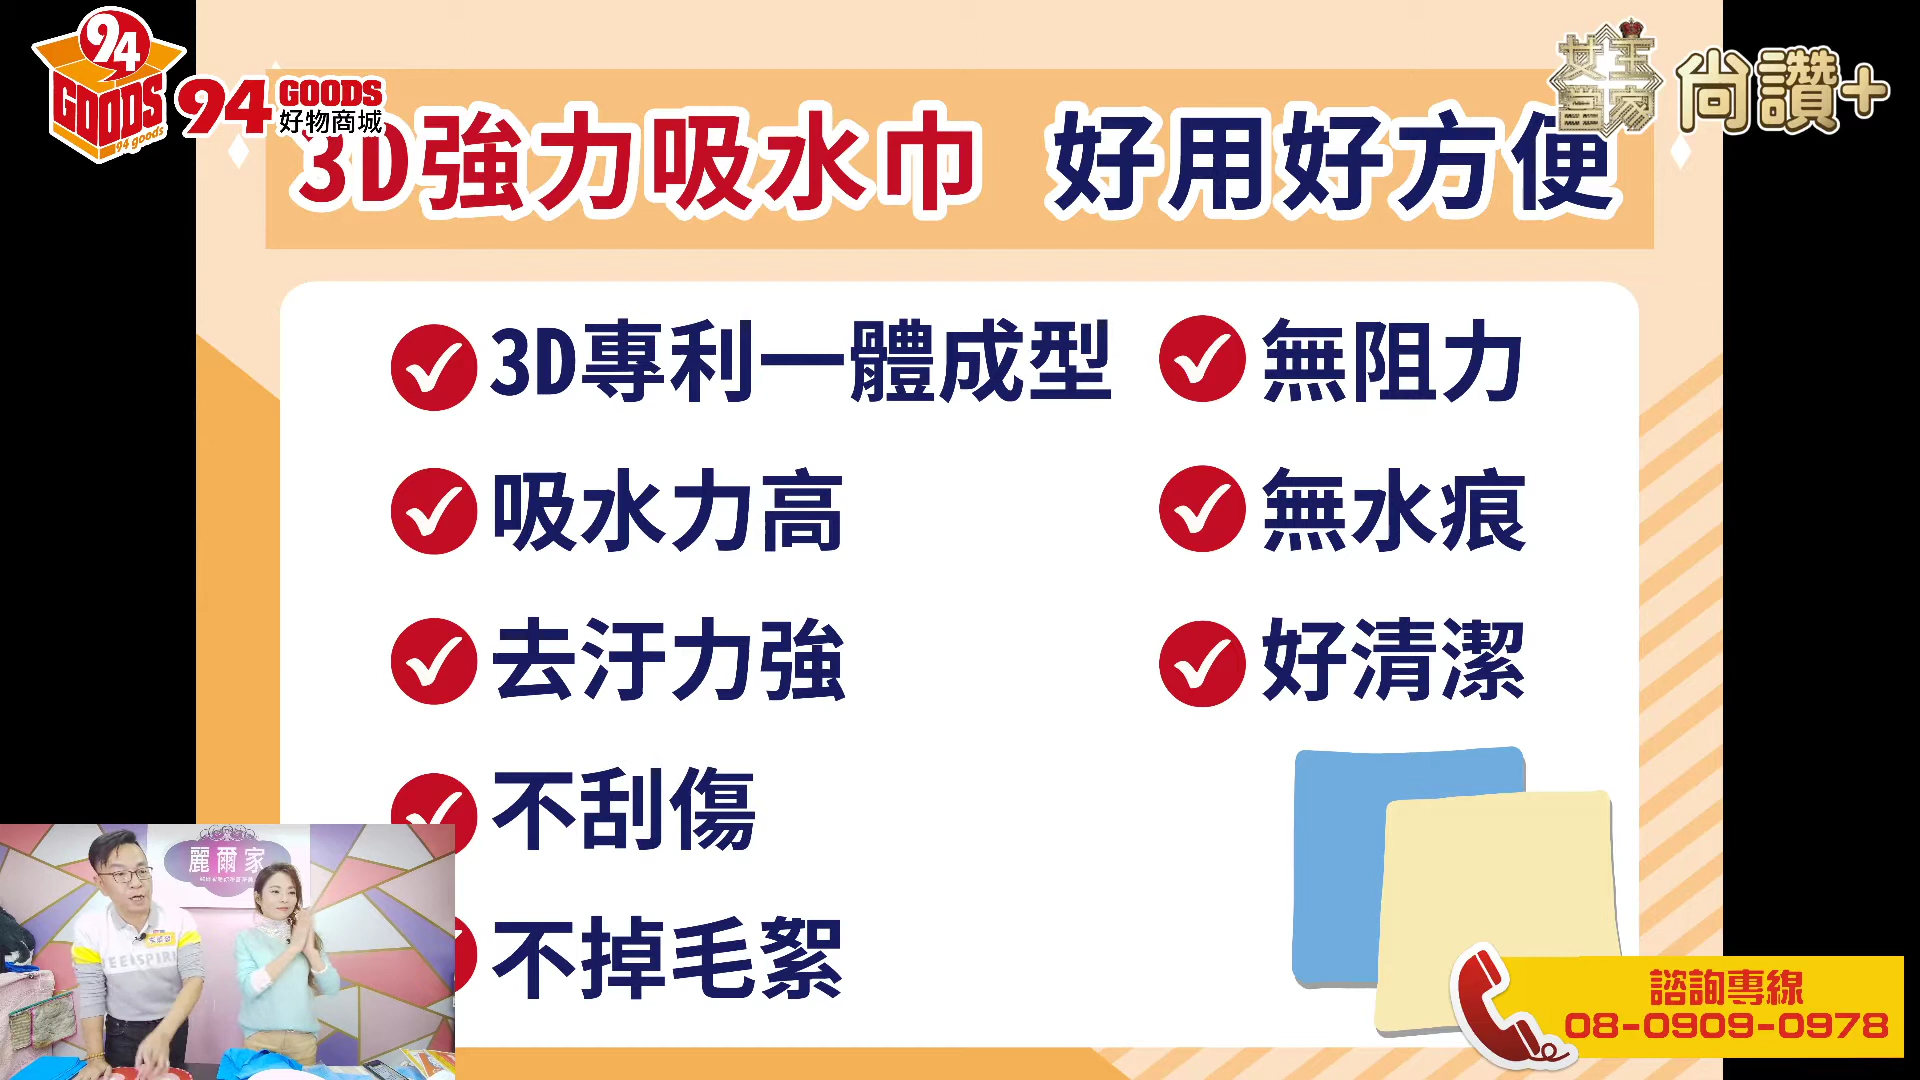 94
GOODS
94 goods
94 GOODS
好物商城
女王當家
尚讚+
3D強力吸水巾 好用好方便
3D專利一體成型
無阻力
吸水力高
無水痕
去汙力強
好清潔
不刮傷
不掉毛絮
麗爾家
諮詢專線
08-0909-0978